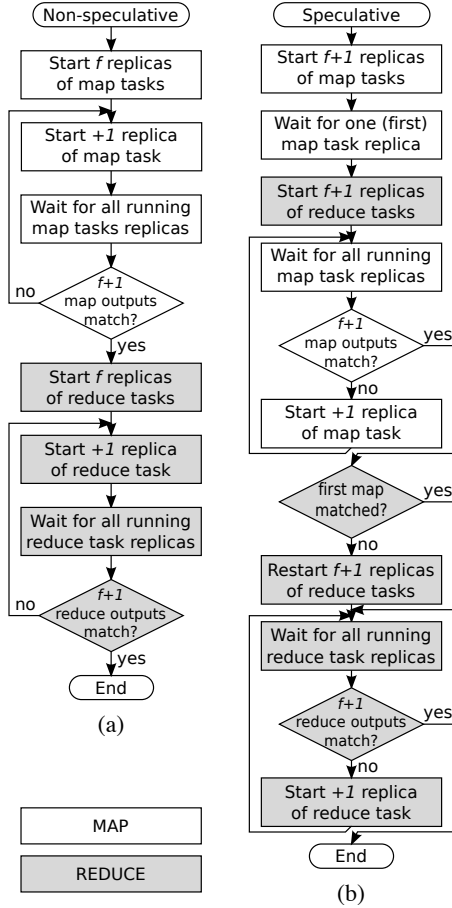 Non-speculative
Start f replicas
of map tasks
Start +1 replica
of map task
Wait for all running
map tasks replicas
f+1
map outputs
match?
no
yes
Start f replicas
of reduce tasks
Start +1 replica
of reduce task
Wait for all running
reduce task replicas
f+1
reduce outputs
match?
no
yes
End
(a)
MAP
REDUCE
Speculative
Start f+1 replicas
of map tasks
Wait for one (first)
map task replica
Start f+1 replicas
of reduce tasks
Wait for all running
map task replicas
f+1
map outputs
match?
yes
no
Start +1 replica
of map task
first map
matched?
yes
no
Restart f+1 replicas
of reduce tasks
Wait for all running
reduce task replicas
f+1
reduce outputs
match?
yes
no
Start +1 replica
of reduce task
End
(b)